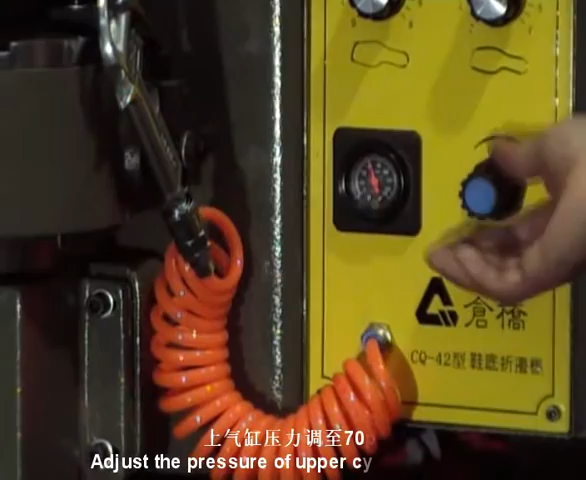 倉橋
CQ-42型 鞋底折邊機
上气缸压力调至70
Adjust the pressure of upper cy